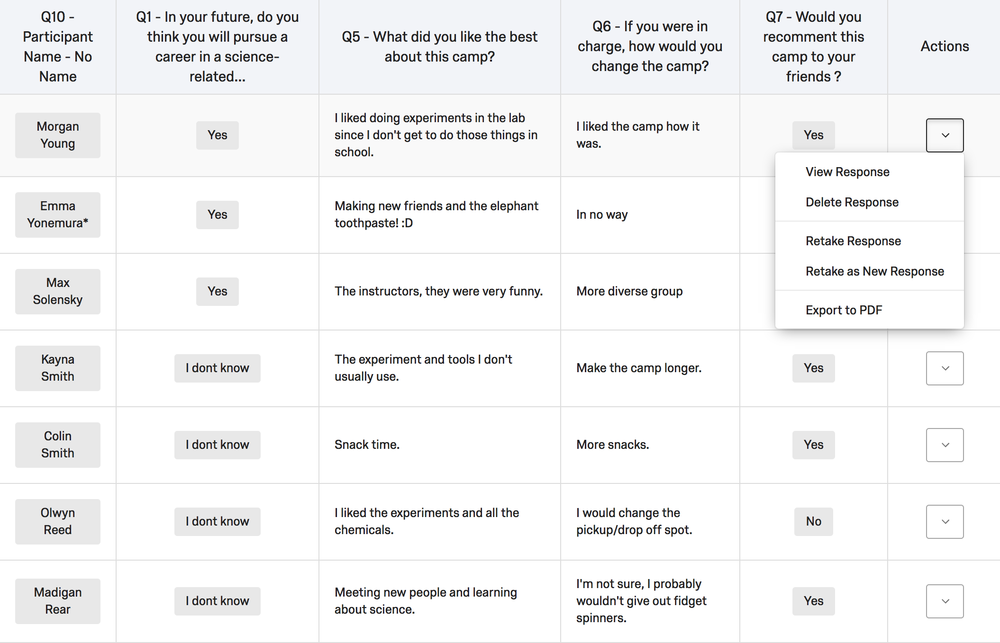 Q10 -
Participant
Name - No
Name
Q1 - In your future, do you
think you will pursue a
career in a science-
related...
Q5 - What did you like the best
about this camp?
Q6 - If you were in
charge, how would you
change the camp?
Q7 - Would you
recomment this
camp to your
friends ?
Actions
Morgan
Young
Yes
I liked doing experiments in the lab
since I don't get to do those things in
school.
I liked the camp how it
was.
Yes
View Response
Delete Response
Retake Response
Retake as New Response
Export to PDF
Emma
Yonemura*
Yes
Making new friends and the elephant
toothpaste! :D
In no way
Max
Solensky
Yes
The instructors, they were very funny.
More diverse group
Kayna
Smith
I dont know
The experiment and tools I don't
usually use.
Make the camp longer.
Yes
Colin
Smith
I dont know
Snack time.
More snacks.
Yes
Olwyn
Reed
I dont know
I liked the experiments and all the
chemicals.
I would change the
pickup/drop off spot.
No
Madigan
Rear
I dont know
Meeting new people and learning
about science.
I'm not sure, I probably
wouldn't give out fidget
spinners.
Yes